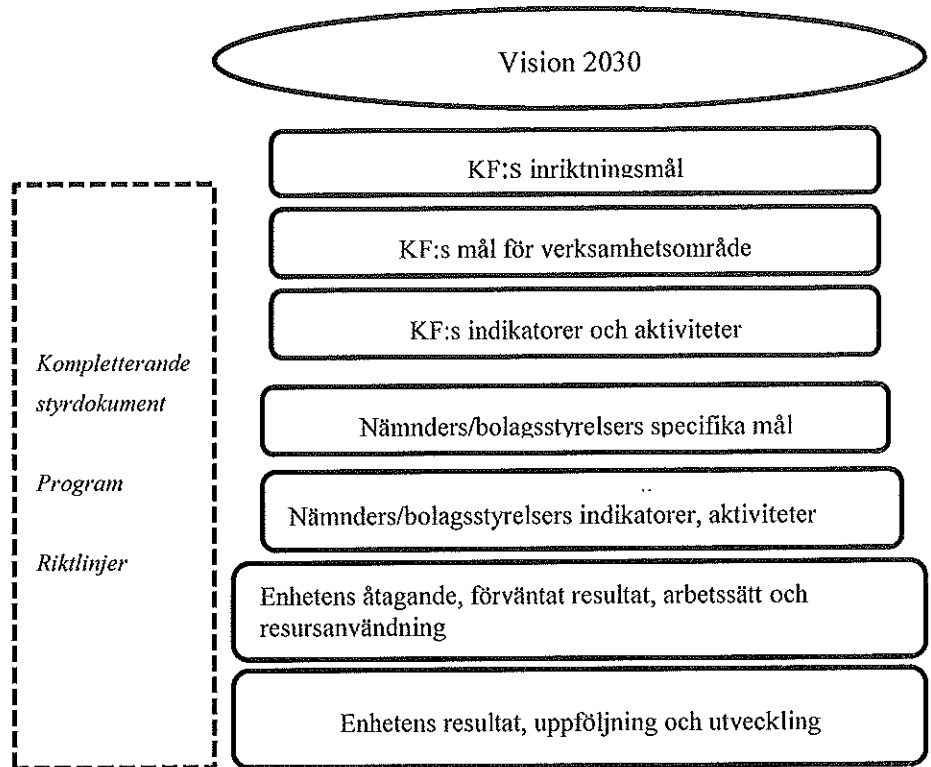 Vision 2030
KF:S inriktningsmål
KF:s mål för verksamhetsområde
KF:s indikatorer och aktiviteter
Kompletterande
styrdokument
Program
Riktlinjer
Nämnders/bolagsstyrelsers specifika mål
Nämnders/bolagsstyrelsers indikatorer, aktiviteter
Enhetens åtagande, förväntat resultat, arbetssätt och
resursanvändning
Enhetens resultat, uppföljning och utveckling